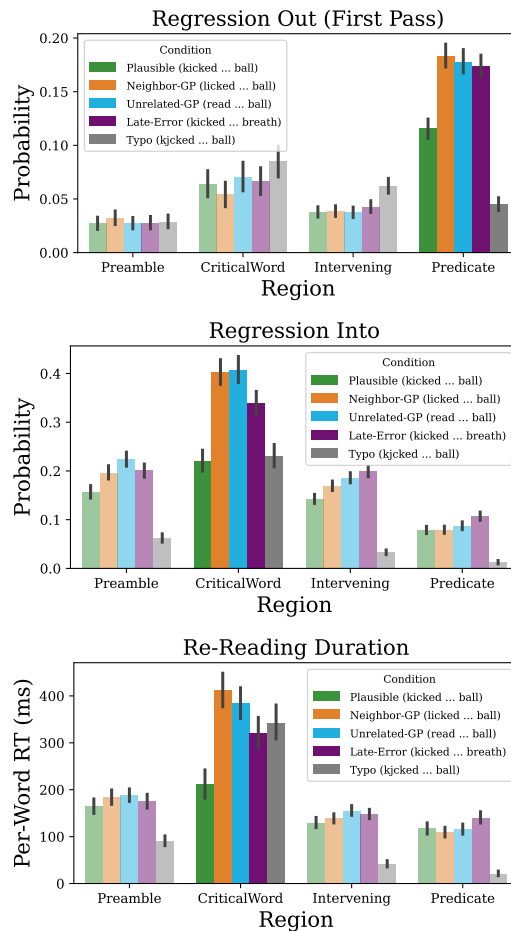 Regression Out (First Pass)
Probability
0.20
0.15
0.10
0.05
0.00
Condition
Plausible (kicked ... ball)
Neighbor-GP (licked ... ball)
Unrelated-GP (read ... ball)
Late-Error (kicked ... breath)
Typo (kjcked ... ball)
Preamble CriticalWord Intervening Predicate
Region
Regression Into
Probability
0.4
0.3
0.2
0.1
0.0
Condition
Plausible (kicked ... ball)
Neighbor-GP (licked ... ball)
Unrelated-GP (read ... ball)
Late-Error (kicked ... breath)
Typo (kjcked ... ball)
Preamble CriticalWord Intervening Predicate
Region
Re-Reading Duration
Per-Word RT (ms)
400
300
200
100
0
Condition
Plausible (kicked ... ball)
Neighbor-GP (licked ... ball)
Unrelated-GP (read ... ball)
Late-Error (kicked ... breath)
Typo (kjcked ... ball)
Preamble CriticalWord Intervening Predicate
Region